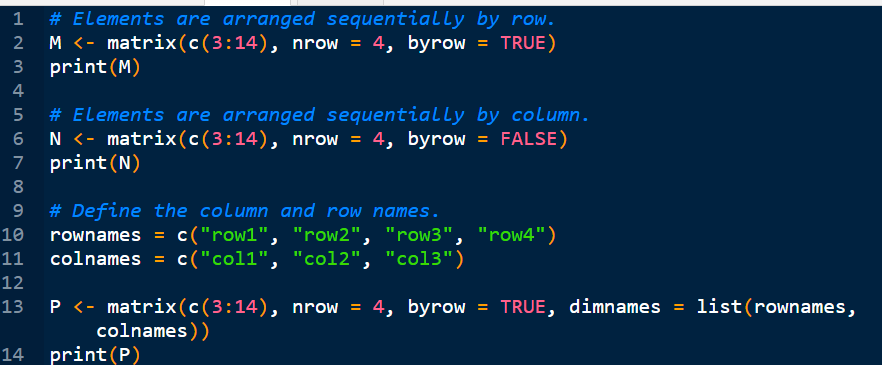 1 # Elements are arranged sequentially by row.
2 M <- matrix(c(3:14), nrow = 4, byrow = TRUE)
3 print(M)
4
5 # Elements are arranged sequentially by column.
6 N <- matrix(c(3:14), nrow = 4, byrow = FALSE)
7 print(N)
8
9 # Define the column and row names.
10 rownames = c("row1", "row2", "row3", "row4")
11 colnames = c("col1", "col2", "col3")
12
13 P <- matrix(c(3:14), nrow = 4, byrow = TRUE, dimnames = list(rownames,
colnames))
14 print(P)